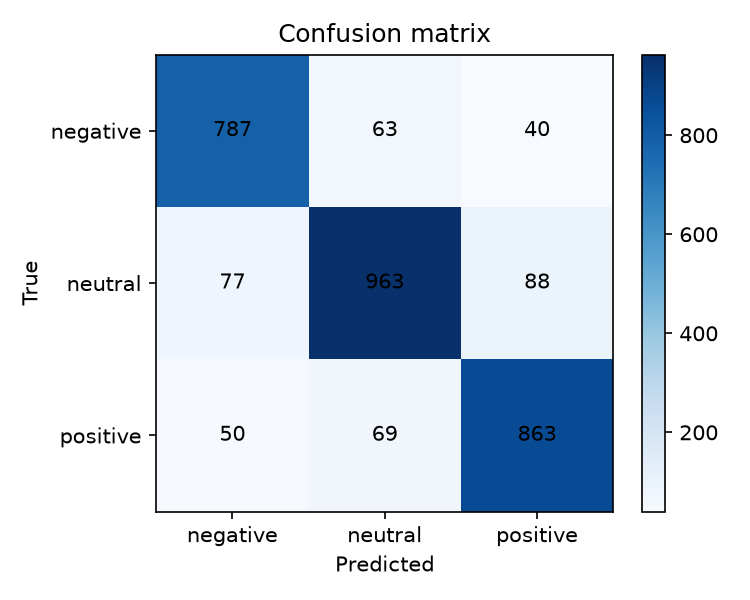 Confusion matrix
negative 787 63 40 800
600
neutral 77 963 88
400
positive 50 69 863
200
negative neutral positive
Predicted
True